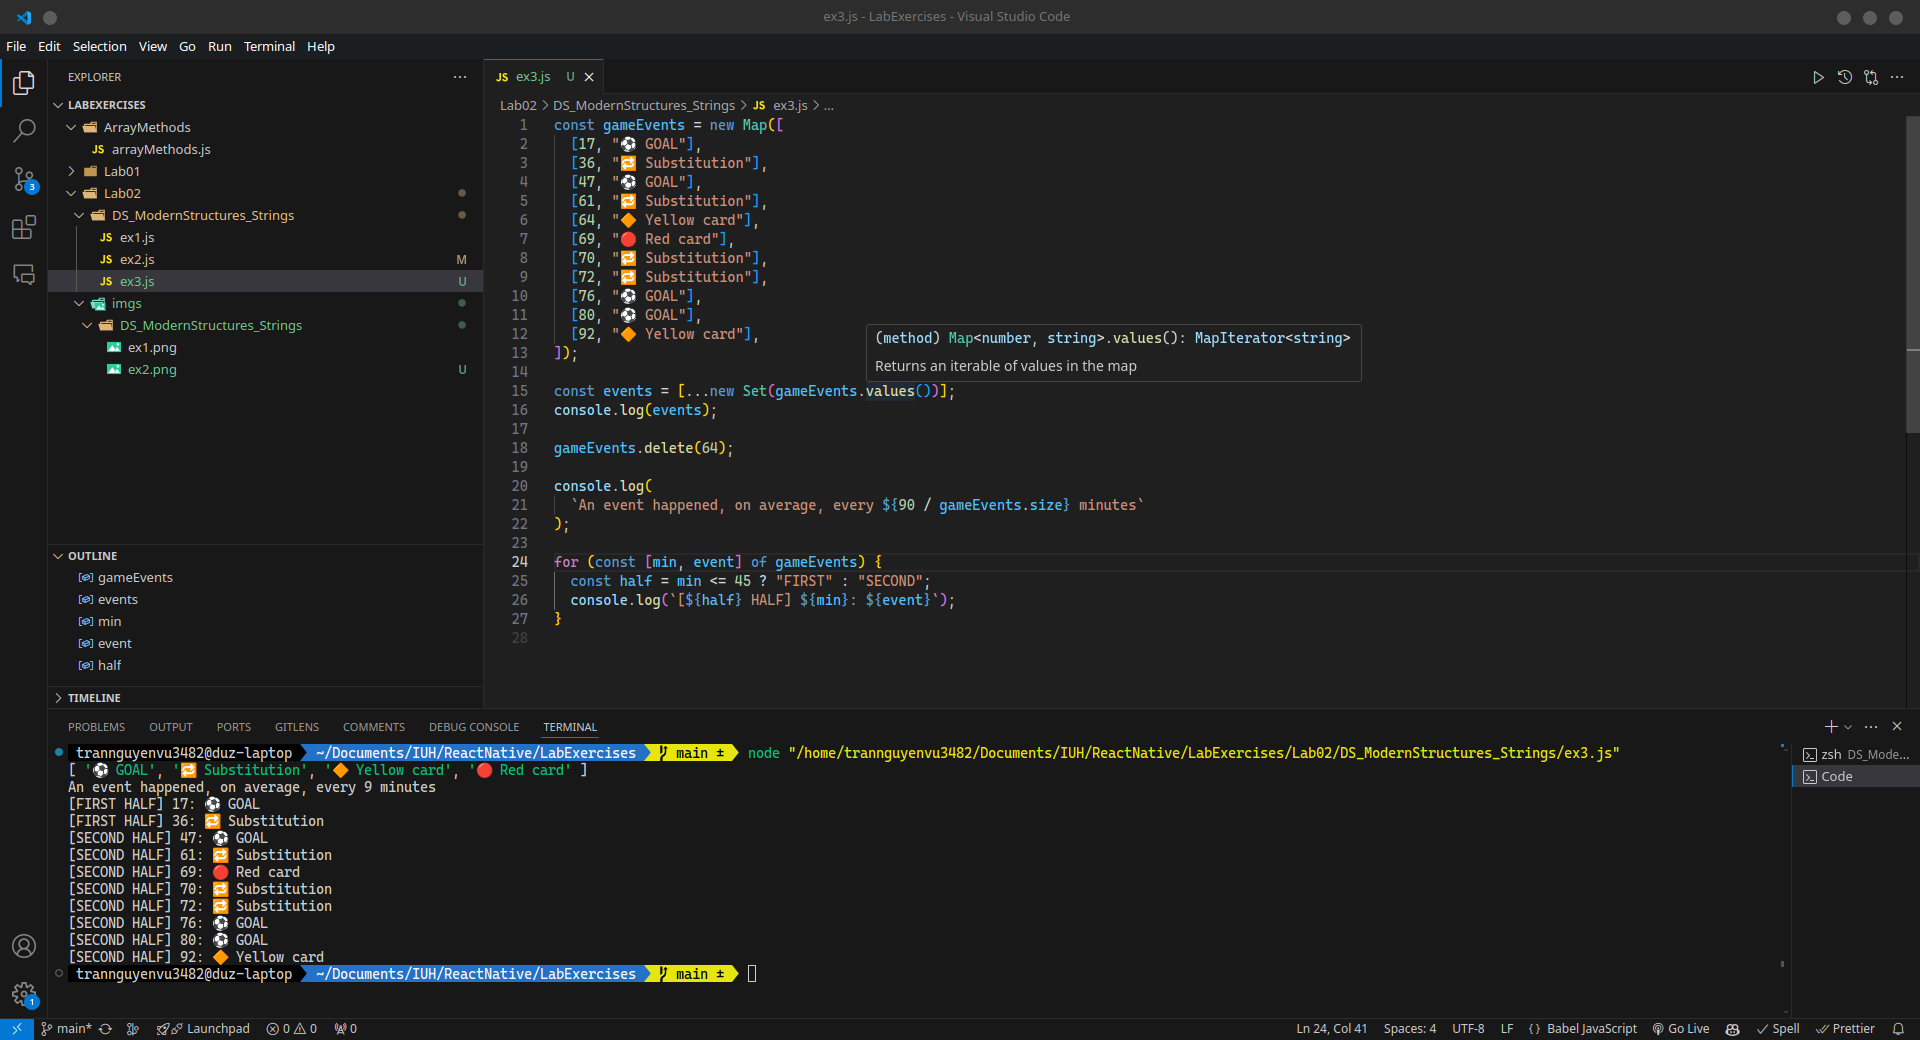 ex3.js - LabExercises - Visual Studio Code
File Edit Selection View Go Run Terminal Help
EXPLORER
LABEXERCISES
ArrayMethods
JS arrayMethods.js
Lab01
Lab02
DS_ModernStructures_Strings
JS ex1.js
JS ex2.js M
JS ex3.js U
imgs
DS_ModernStructures_Strings
ex1.png
ex2.png U
OUTLINE
gameEvents
events
min
event
half
TIMELINE
3
1
JS ex3.js U
Lab02 > DS_ModernStructures_Strings > JS ex3.js > ...
1 const gameEvents = new Map([
2 [17, "⚽ GOAL"],
3 [36, "🔁 Substitution"],
4 [47, "⚽ GOAL"],
5 [61, "🔁 Substitution"],
6 [64, "🔶 Yellow card"],
7 [69, "🔴 Red card"],
8 [70, "🔁 Substitution"],
9 [72, "🔁 Substitution"],
10 [76, "⚽ GOAL"],
11 [80, "⚽ GOAL"],
12 [92, "🔶 Yellow card"],
13 ]);
14
(method) Map<number, string>.values(): MapIterator<string>
Returns an iterable of values in the map
15 const events = [...new Set(gameEvents.values())];
16 console.log(events);
17
18 gameEvents.delete(64);
19
20 console.log(
21 `An event happened, on average, every ${90 / gameEvents.size} minutes`
22 );
23
24 for (const [min, event] of gameEvents) {
25 const half = min <= 45 ? "FIRST" : "SECOND";
26 console.log(`[${half} HALF] ${min}: ${event}`);
27 }
28
PROBLEMS OUTPUT PORTS GITLENS COMMENTS DEBUG CONSOLE TERMINAL
trannguyenvu3482@duz-laptop ~/Documents/IUH/ReactNative/LabExercises main ± node "/home/trannguyenvu3482/Documents/IUH/ReactNative/LabExercises/Lab02/DS_ModernStructures_Strings/ex3.js"
[ '⚽ GOAL', '🔁 Substitution', '🔶 Yellow card', '🔴 Red card' ]
An event happened, on average, every 9 minutes
[FIRST HALF] 17: ⚽ GOAL
[FIRST HALF] 36: 🔁 Substitution
[SECOND HALF] 47: ⚽ GOAL
[SECOND HALF] 61: 🔁 Substitution
[SECOND HALF] 69: 🔴 Red card
[SECOND HALF] 70: 🔁 Substitution
[SECOND HALF] 72: 🔁 Substitution
[SECOND HALF] 76: ⚽ GOAL
[SECOND HALF] 80: ⚽ GOAL
[SECOND HALF] 92: 🔶 Yellow card
trannguyenvu3482@duz-laptop ~/Documents/IUH/ReactNative/LabExercises main ±
zsh DS_Mode...
Code
main* Launchpad 0 0 0 Ln 24, Col 41 Spaces: 4 UTF-8 LF {} Babel JavaScript Go Live Spell Prettier